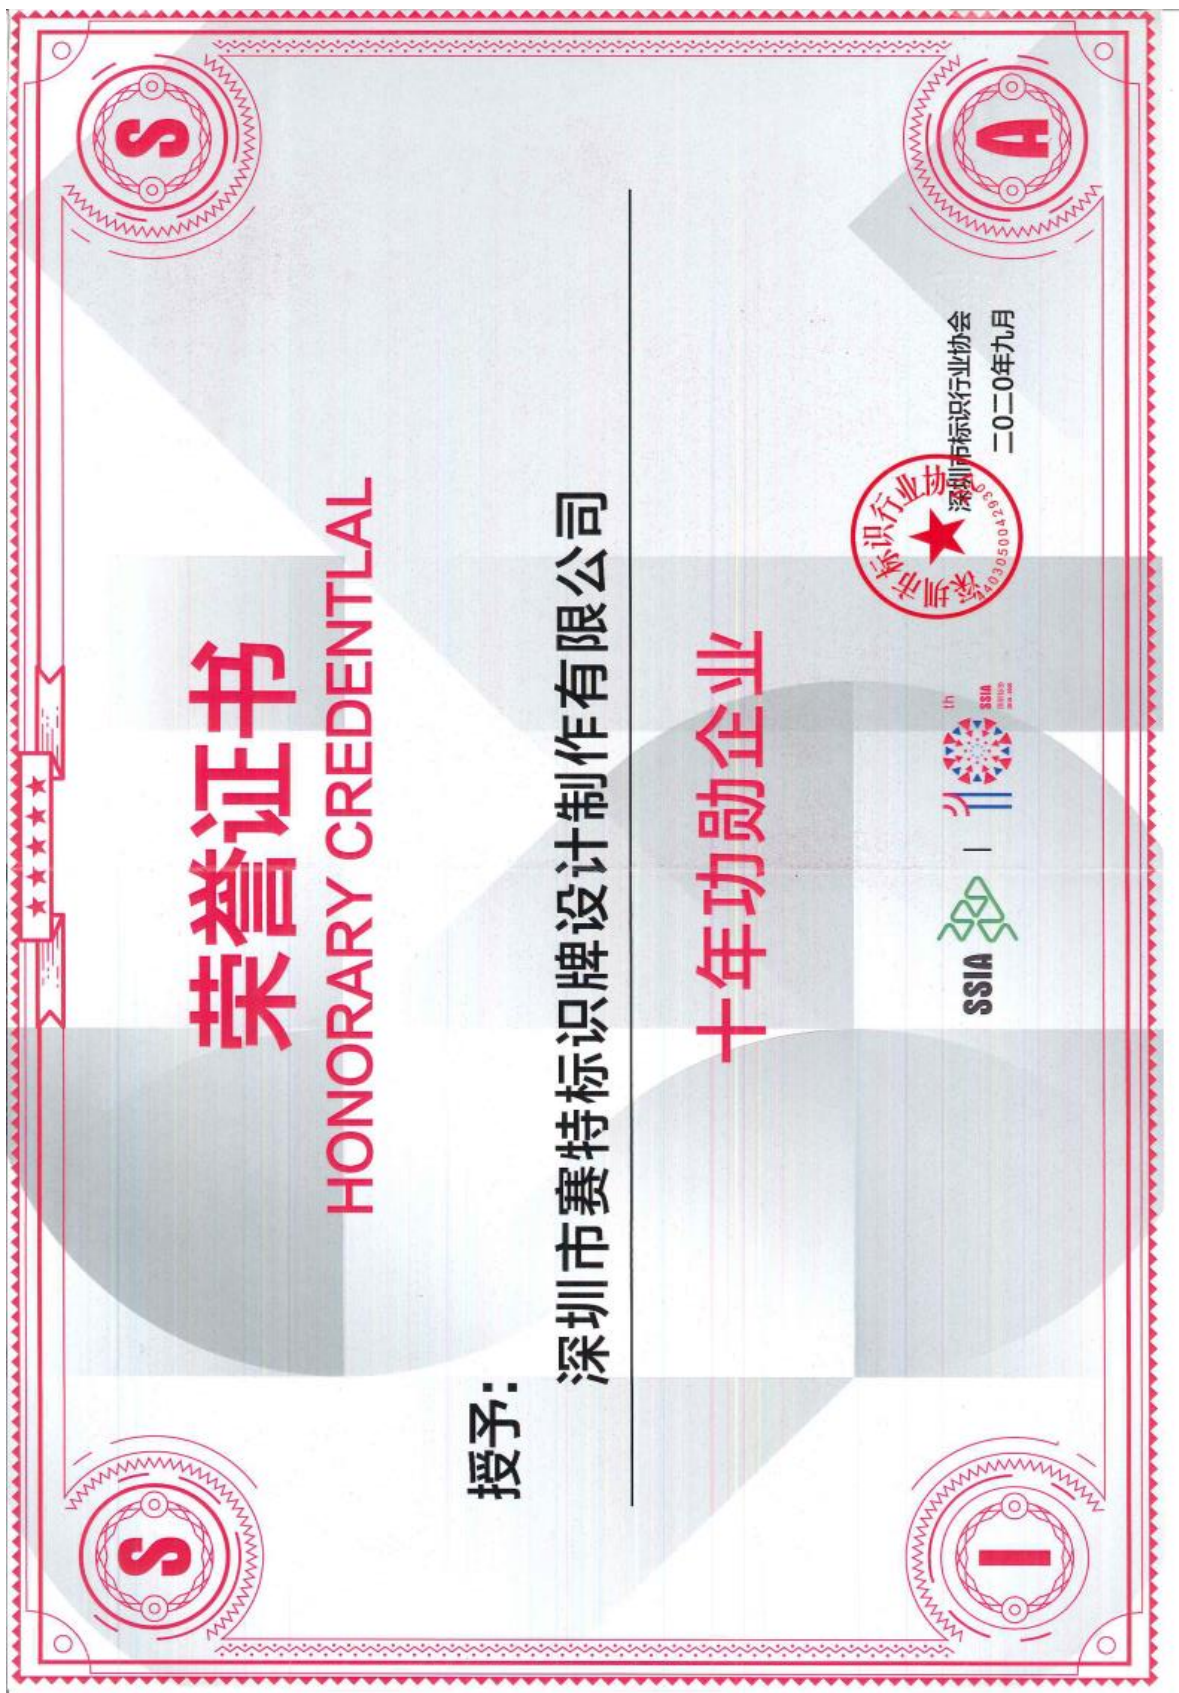 S
S
荣誉证书
HONORARY CREDENTLAL
授予：
深圳市赛特标识牌设计制作有限公司
十年功勋企业
SSIA
th
SSIA
深圳市标识行业协会
4403050042930
深圳市标识行业协会
二〇二〇年九月
I
A